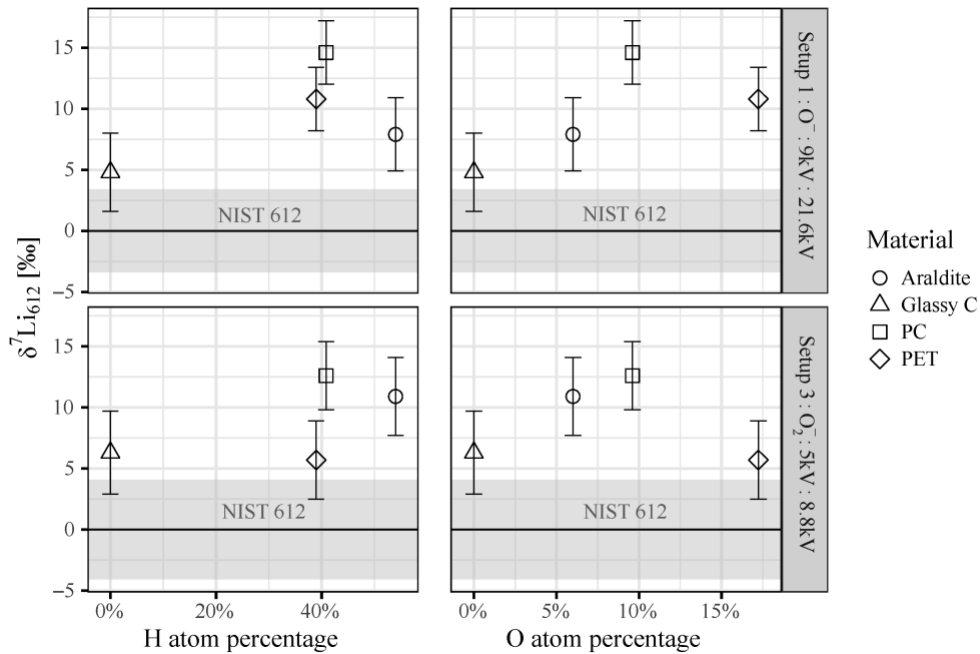 δ⁷Li₆₁₂ [‰]
15
10
5
0
−5
NIST 612
NIST 612
Setup 1 : O⁻ : 9kV : 21.6kV
15
10
5
0
−5
NIST 612
NIST 612
Setup 3 : O₂⁻ : 5kV : 8.8kV
0%
20%
40%
0%
5%
10%
15%
H atom percentage
O atom percentage
Material
Araldite
Glassy C
PC
PET